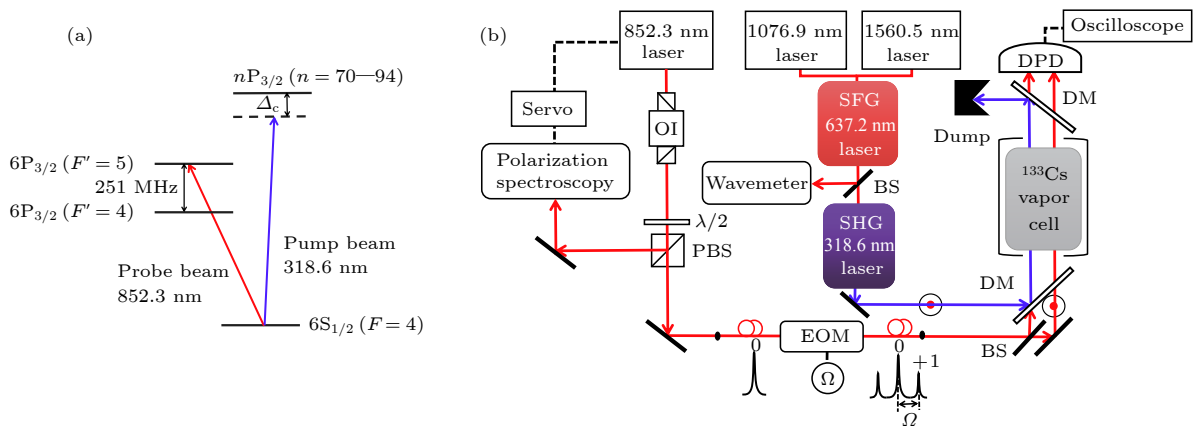 (a)
nP3/2 (n = 70—94)
Δc
6P3/2 (F′ = 5)
251 MHz
6P3/2 (F′ = 4)
Pump beam
318.6 nm
Probe beam
852.3 nm
6S1/2 (F = 4)
(b)
852.3 nm
laser
1076.9 nm
laser
1560.5 nm
laser
Oscilloscope
DPD
DM
Servo
OI
SFG
637.2 nm
laser
Dump
Polarization
spectroscopy
Wavemeter
BS
133Cs
vapor
cell
λ/2
PBS
SHG
318.6 nm
laser
DM
EOM
BS
0
0
+1
Ω
Ω